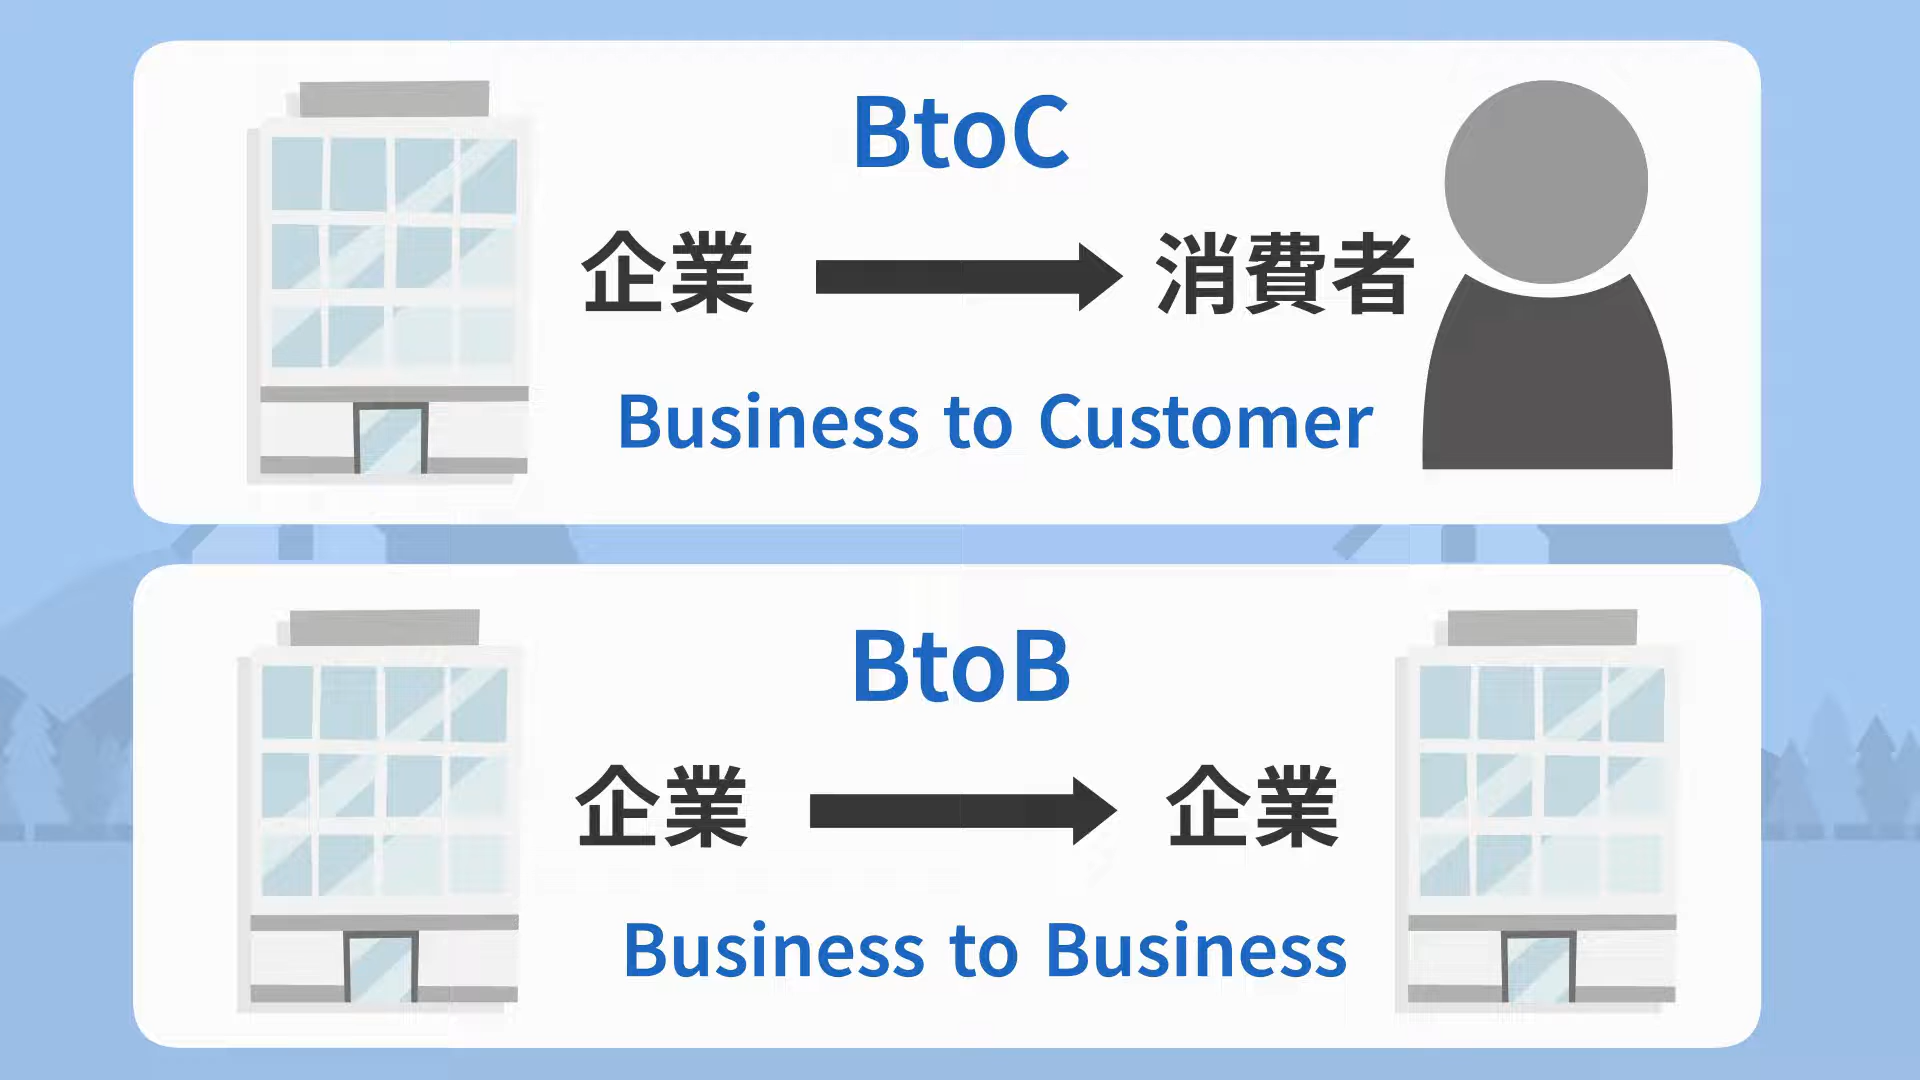 BtoC
企業 消費者
Business to Customer
BtoB
企業 企業
Business to Business